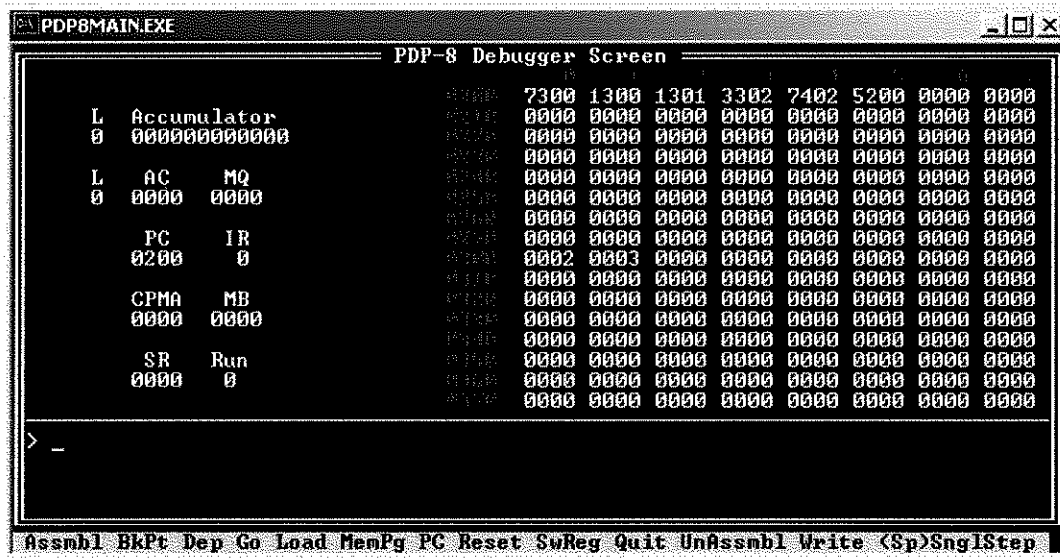 PDP8MAIN.EXE
PDP-8 Debugger Screen
7300 1300 1301 3302 7402 5200 0000 0000
L Accumulator 0000 0000 0000 0000 0000 0000 0000 0000
0 000000000000 0000 0000 0000 0000 0000 0000 0000 0000
0000 0000 0000 0000 0000 0000 0000 0000
L AC MQ 0000 0000 0000 0000 0000 0000 0000 0000
0 0000 0000 0000 0000 0000 0000 0000 0000 0000 0000
0000 0000 0000 0000 0000 0000 0000 0000
PC IR 0000 0000 0000 0000 0000 0000 0000 0000
0200 0 0002 0003 0000 0000 0000 0000 0000 0000
0000 0000 0000 0000 0000 0000 0000 0000
CPMA MB 0000 0000 0000 0000 0000 0000 0000 0000
0000 0000 0000 0000 0000 0000 0000 0000 0000 0000
0000 0000 0000 0000 0000 0000 0000 0000
SR Run 0000 0000 0000 0000 0000 0000 0000 0000
0000 0 0000 0000 0000 0000 0000 0000 0000 0000
0000 0000 0000 0000 0000 0000 0000 0000
> _
Assmbl BkPt Dep Go Load MemPg PC Reset SwReg Quit UnAssmbl Write <Sp>SnglStep